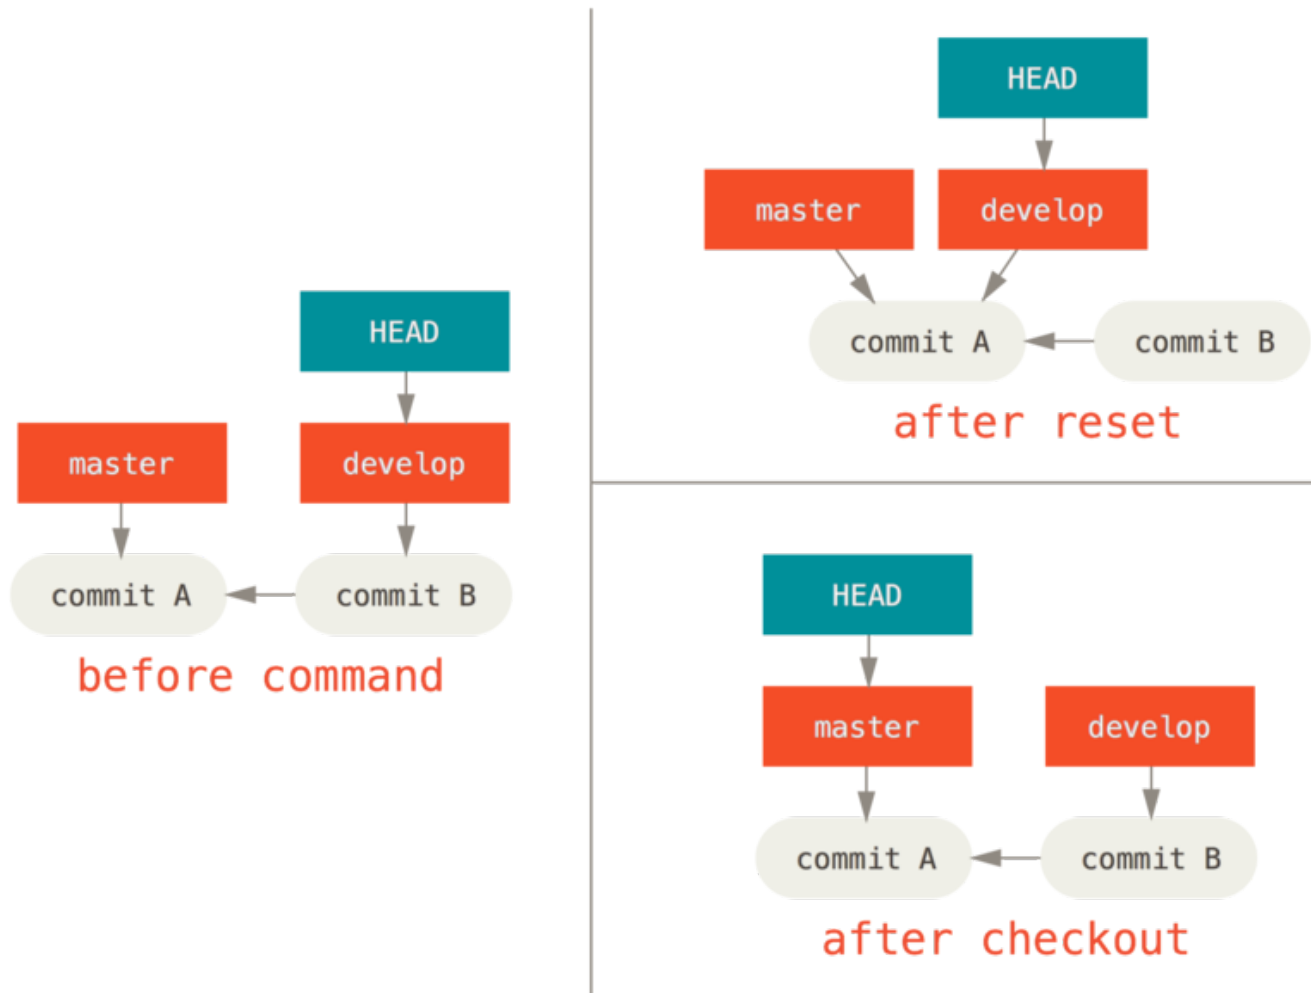 HEAD
master develop
commit A commit B
before command
HEAD
master develop
commit A commit B
after reset
HEAD
master develop
commit A commit B
after checkout